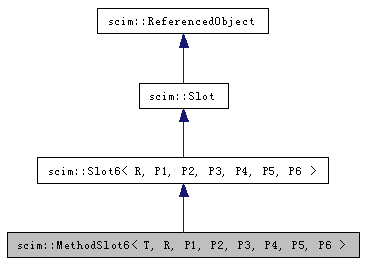 scim::ReferencedObject
scim::Slot
scim::Slot6< R, P1, P2, P3, P4, P5, P6 >
scim::MethodSlot6< T, R, P1, P2, P3, P4, P5, P6 >